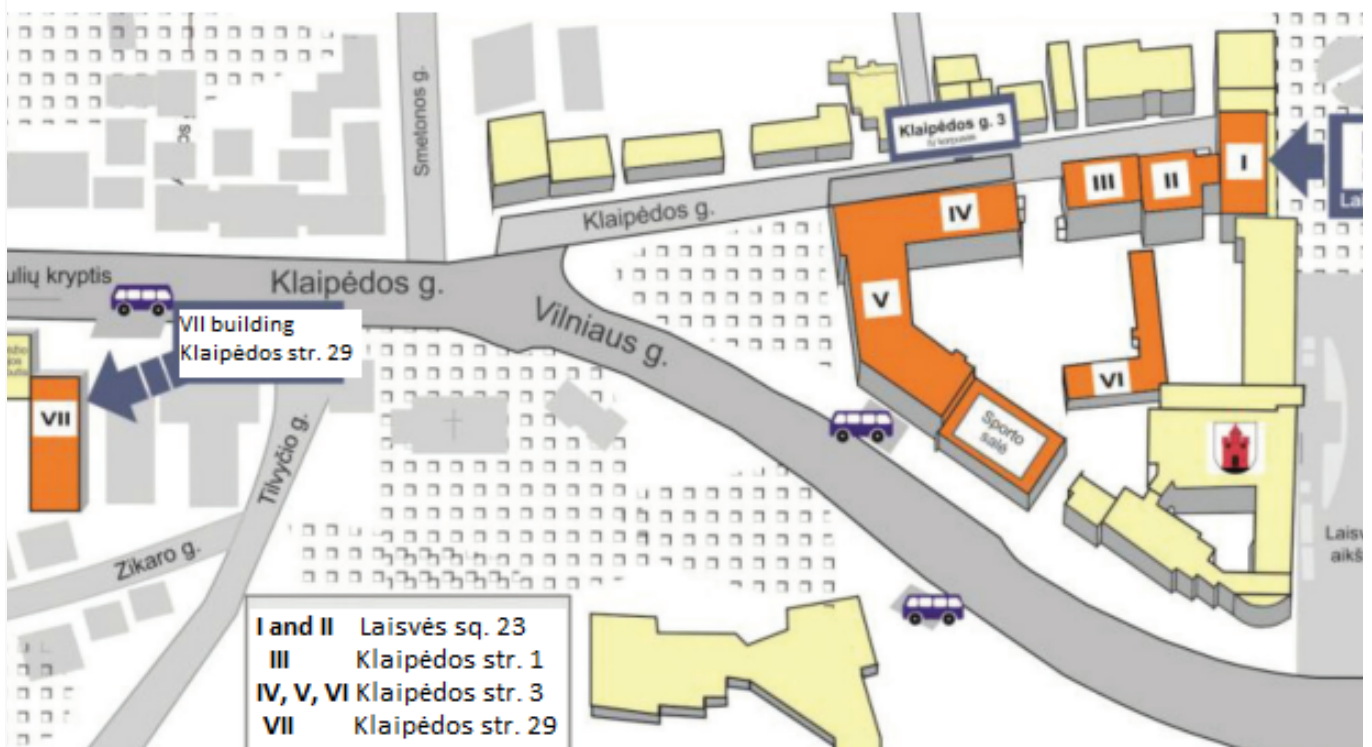 Smetonos g.
Klaipėdos g. 3
I
III
II
IV
Klaipėdos g.
ulių kryptis
Klaipėdos g.
V
Vilniaus g.
VII building
Klaipėdos str. 29
VI
VII
Sporto
salė
Tilvyčio g.
Zikaro g.
Laisv
aikš
I and II Laisvės sq. 23
III Klaipėdos str. 1
IV, V, VI Klaipėdos str. 3
VII Klaipėdos str. 29